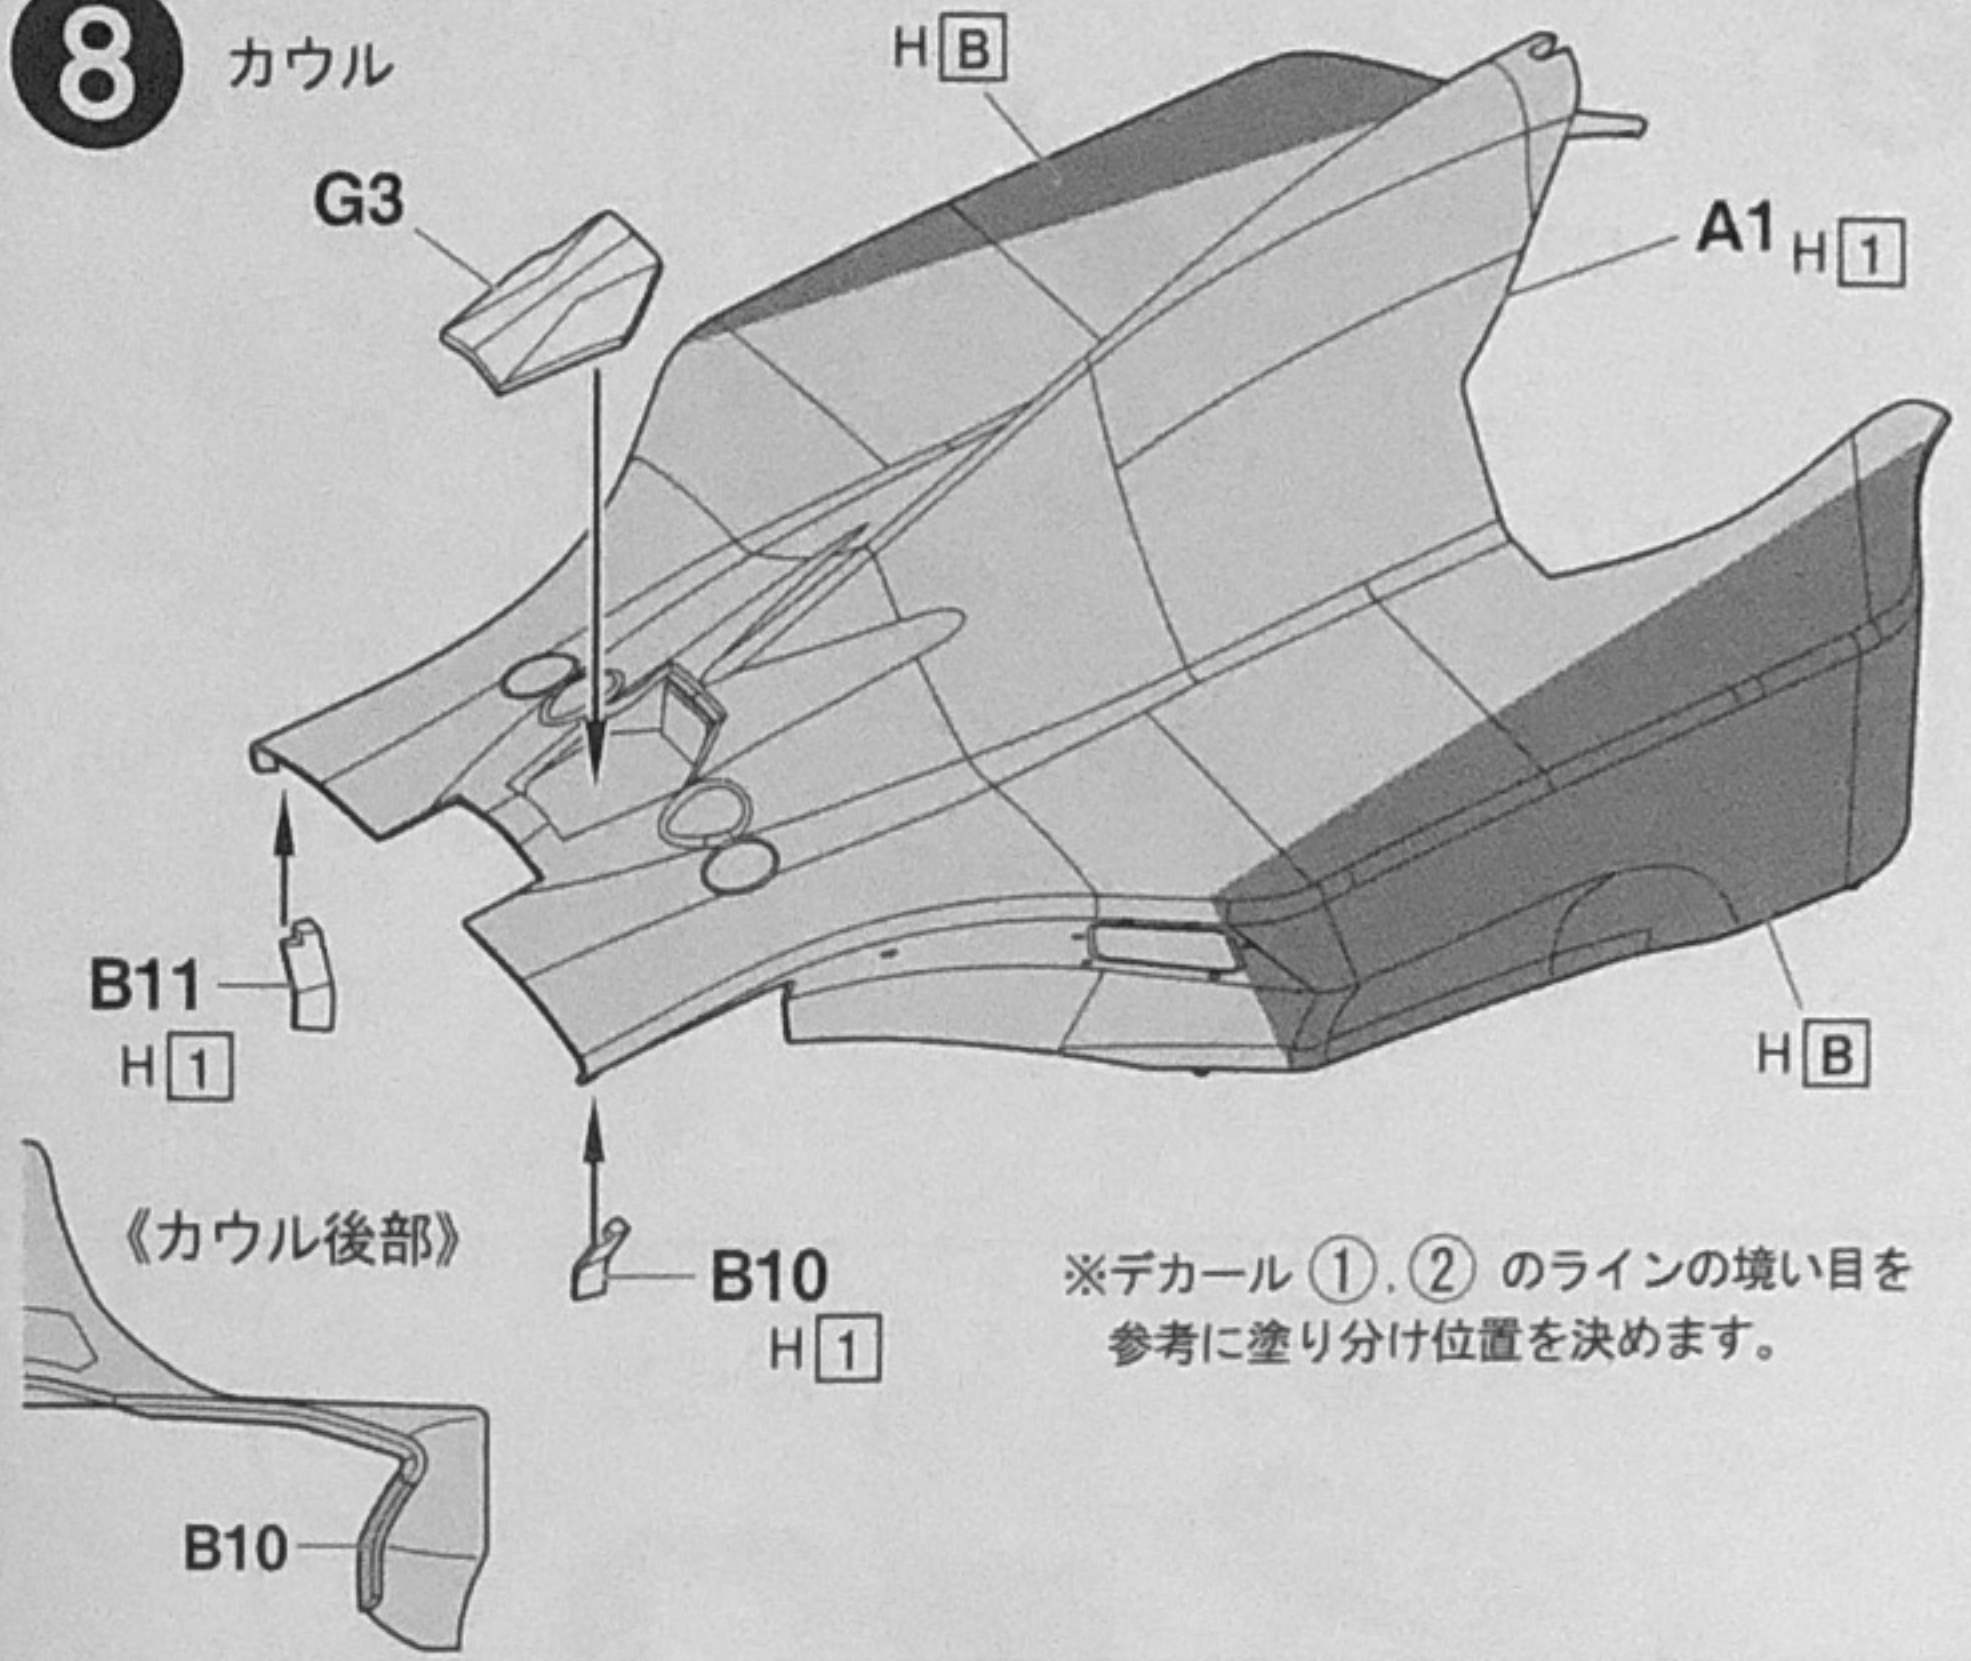 8 カウル
H B
G3
A1 H 1
B11
H 1
H B
《カウル後部》
B10
H 1
※デカール ①.② のラインの境い目を
参考に塗り分け位置を決めます。
B10